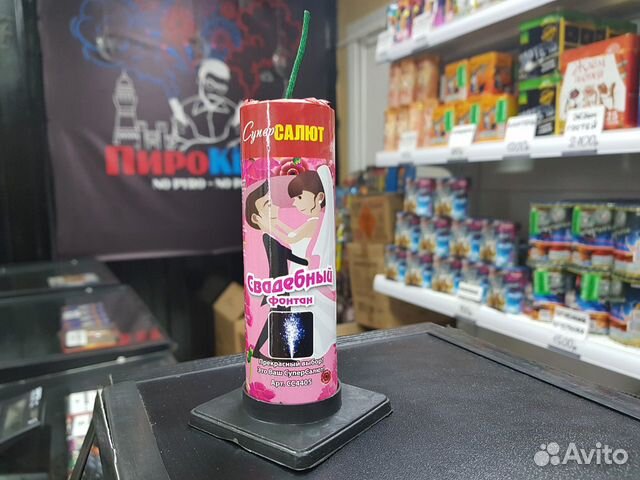 ПироК
NO PYRO - NO P
Супер САЛЮТ
Свадебный
фонтан
Прекрасный выбор!
Это Ваш СуперСалют
Арт. СС4405
Avito